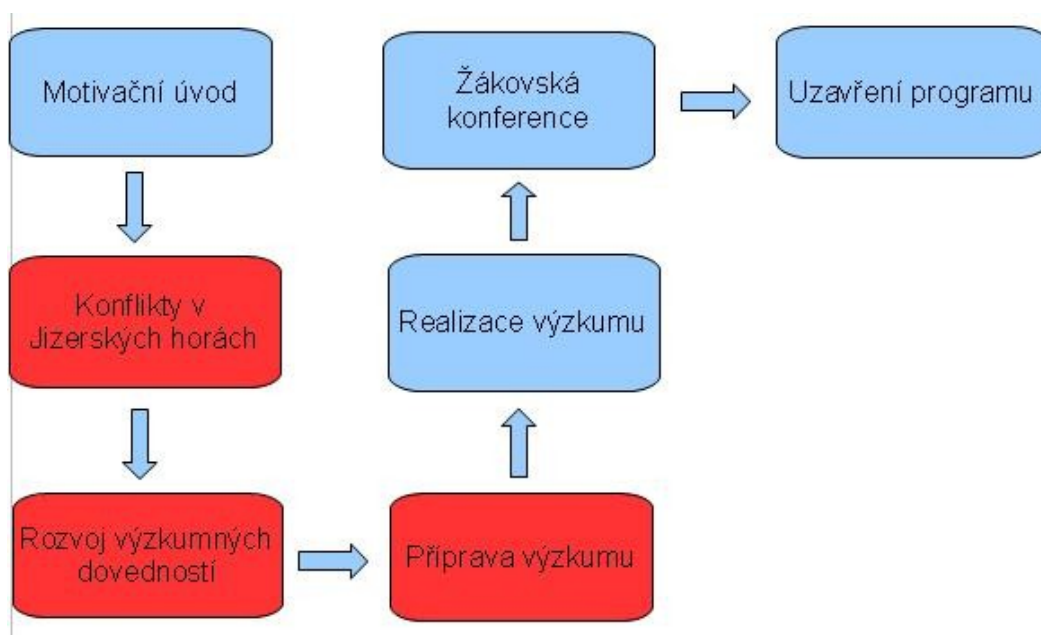 Motivační úvod
Konflikty v
Jizerských horách
Rozvoj výzkumných
dovedností
Příprava výzkumu
Realizace výzkumu
Žákovská
konference
Uzavření programu